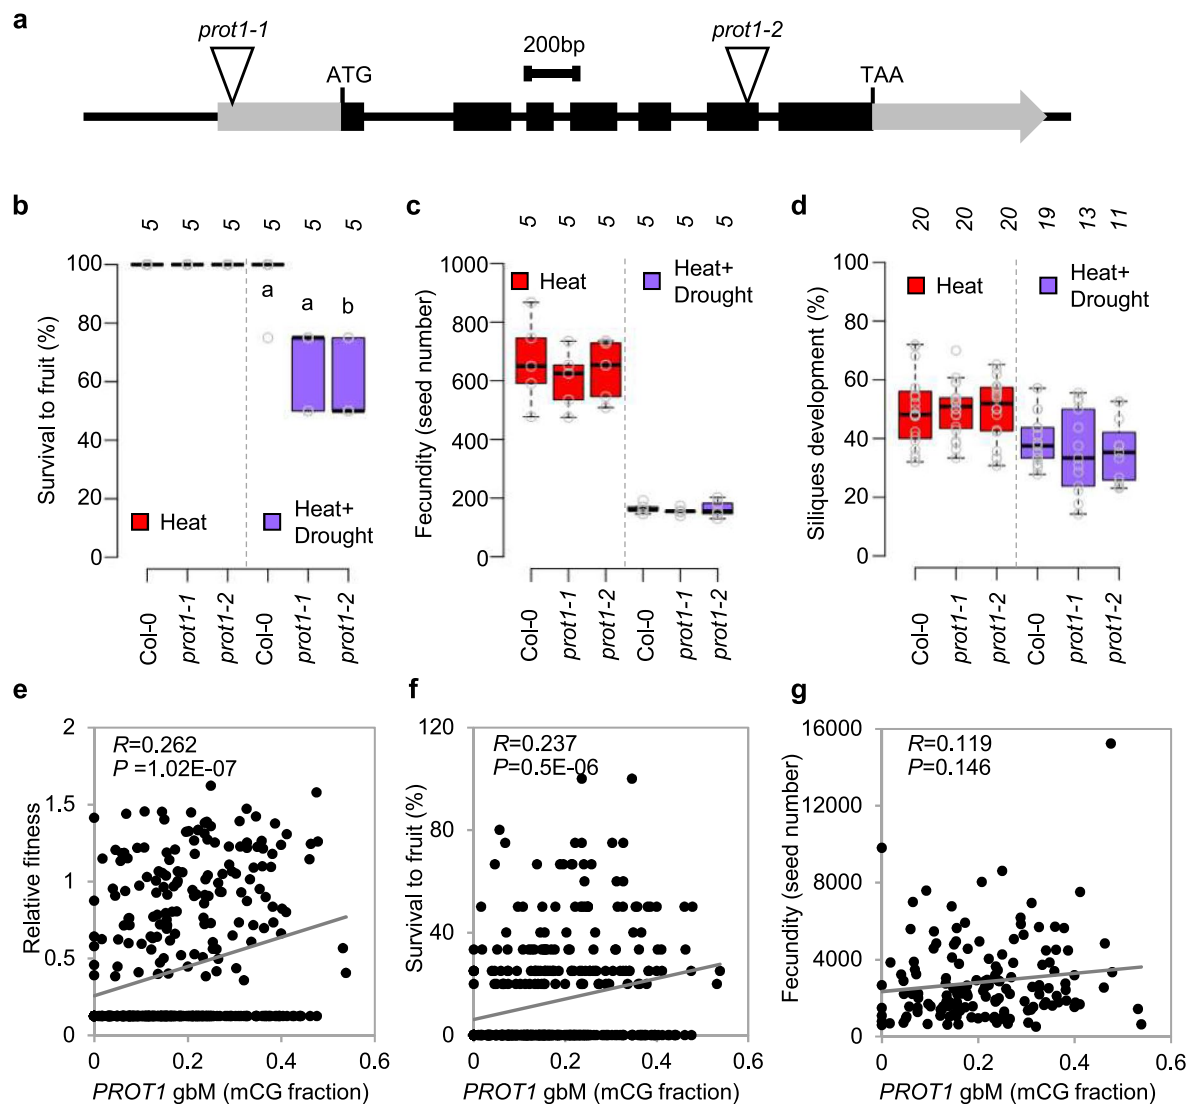 a
prot1-1
prot1-2
200bp
ATG
TAA
b
5 5 5 5 5 5
Survival to fruit (%)
100
80
60
40
20
0
a
a
b
Heat
Heat+
Drought
Col-0
prot1-1
prot1-2
Col-0
prot1-1
prot1-2
c
5 5 5 5 5 5
Fecundity (seed number)
1000
800
600
400
200
0
Heat
Heat+
Drought
Col-0
prot1-1
prot1-2
Col-0
prot1-1
prot1-2
d
20 20 20 19 13 11
Siliques development (%)
100
80
60
40
20
0
Heat
Heat+
Drought
Col-0
prot1-1
prot1-2
Col-0
prot1-1
prot1-2
e
R=0.262
P =1.02E-07
Relative fitness
2
1.5
1
0.5
0
0 0.2 0.4 0.6
PROT1 gbM (mCG fraction)
f
R=0.237
P=0.5E-06
Survival to fruit (%)
120
80
40
0
0 0.2 0.4 0.6
PROT1 gbM (mCG fraction)
g
R=0.119
P=0.146
Fecundity (seed number)
16000
12000
8000
4000
0
0 0.2 0.4 0.6
PROT1 gbM (mCG fraction)